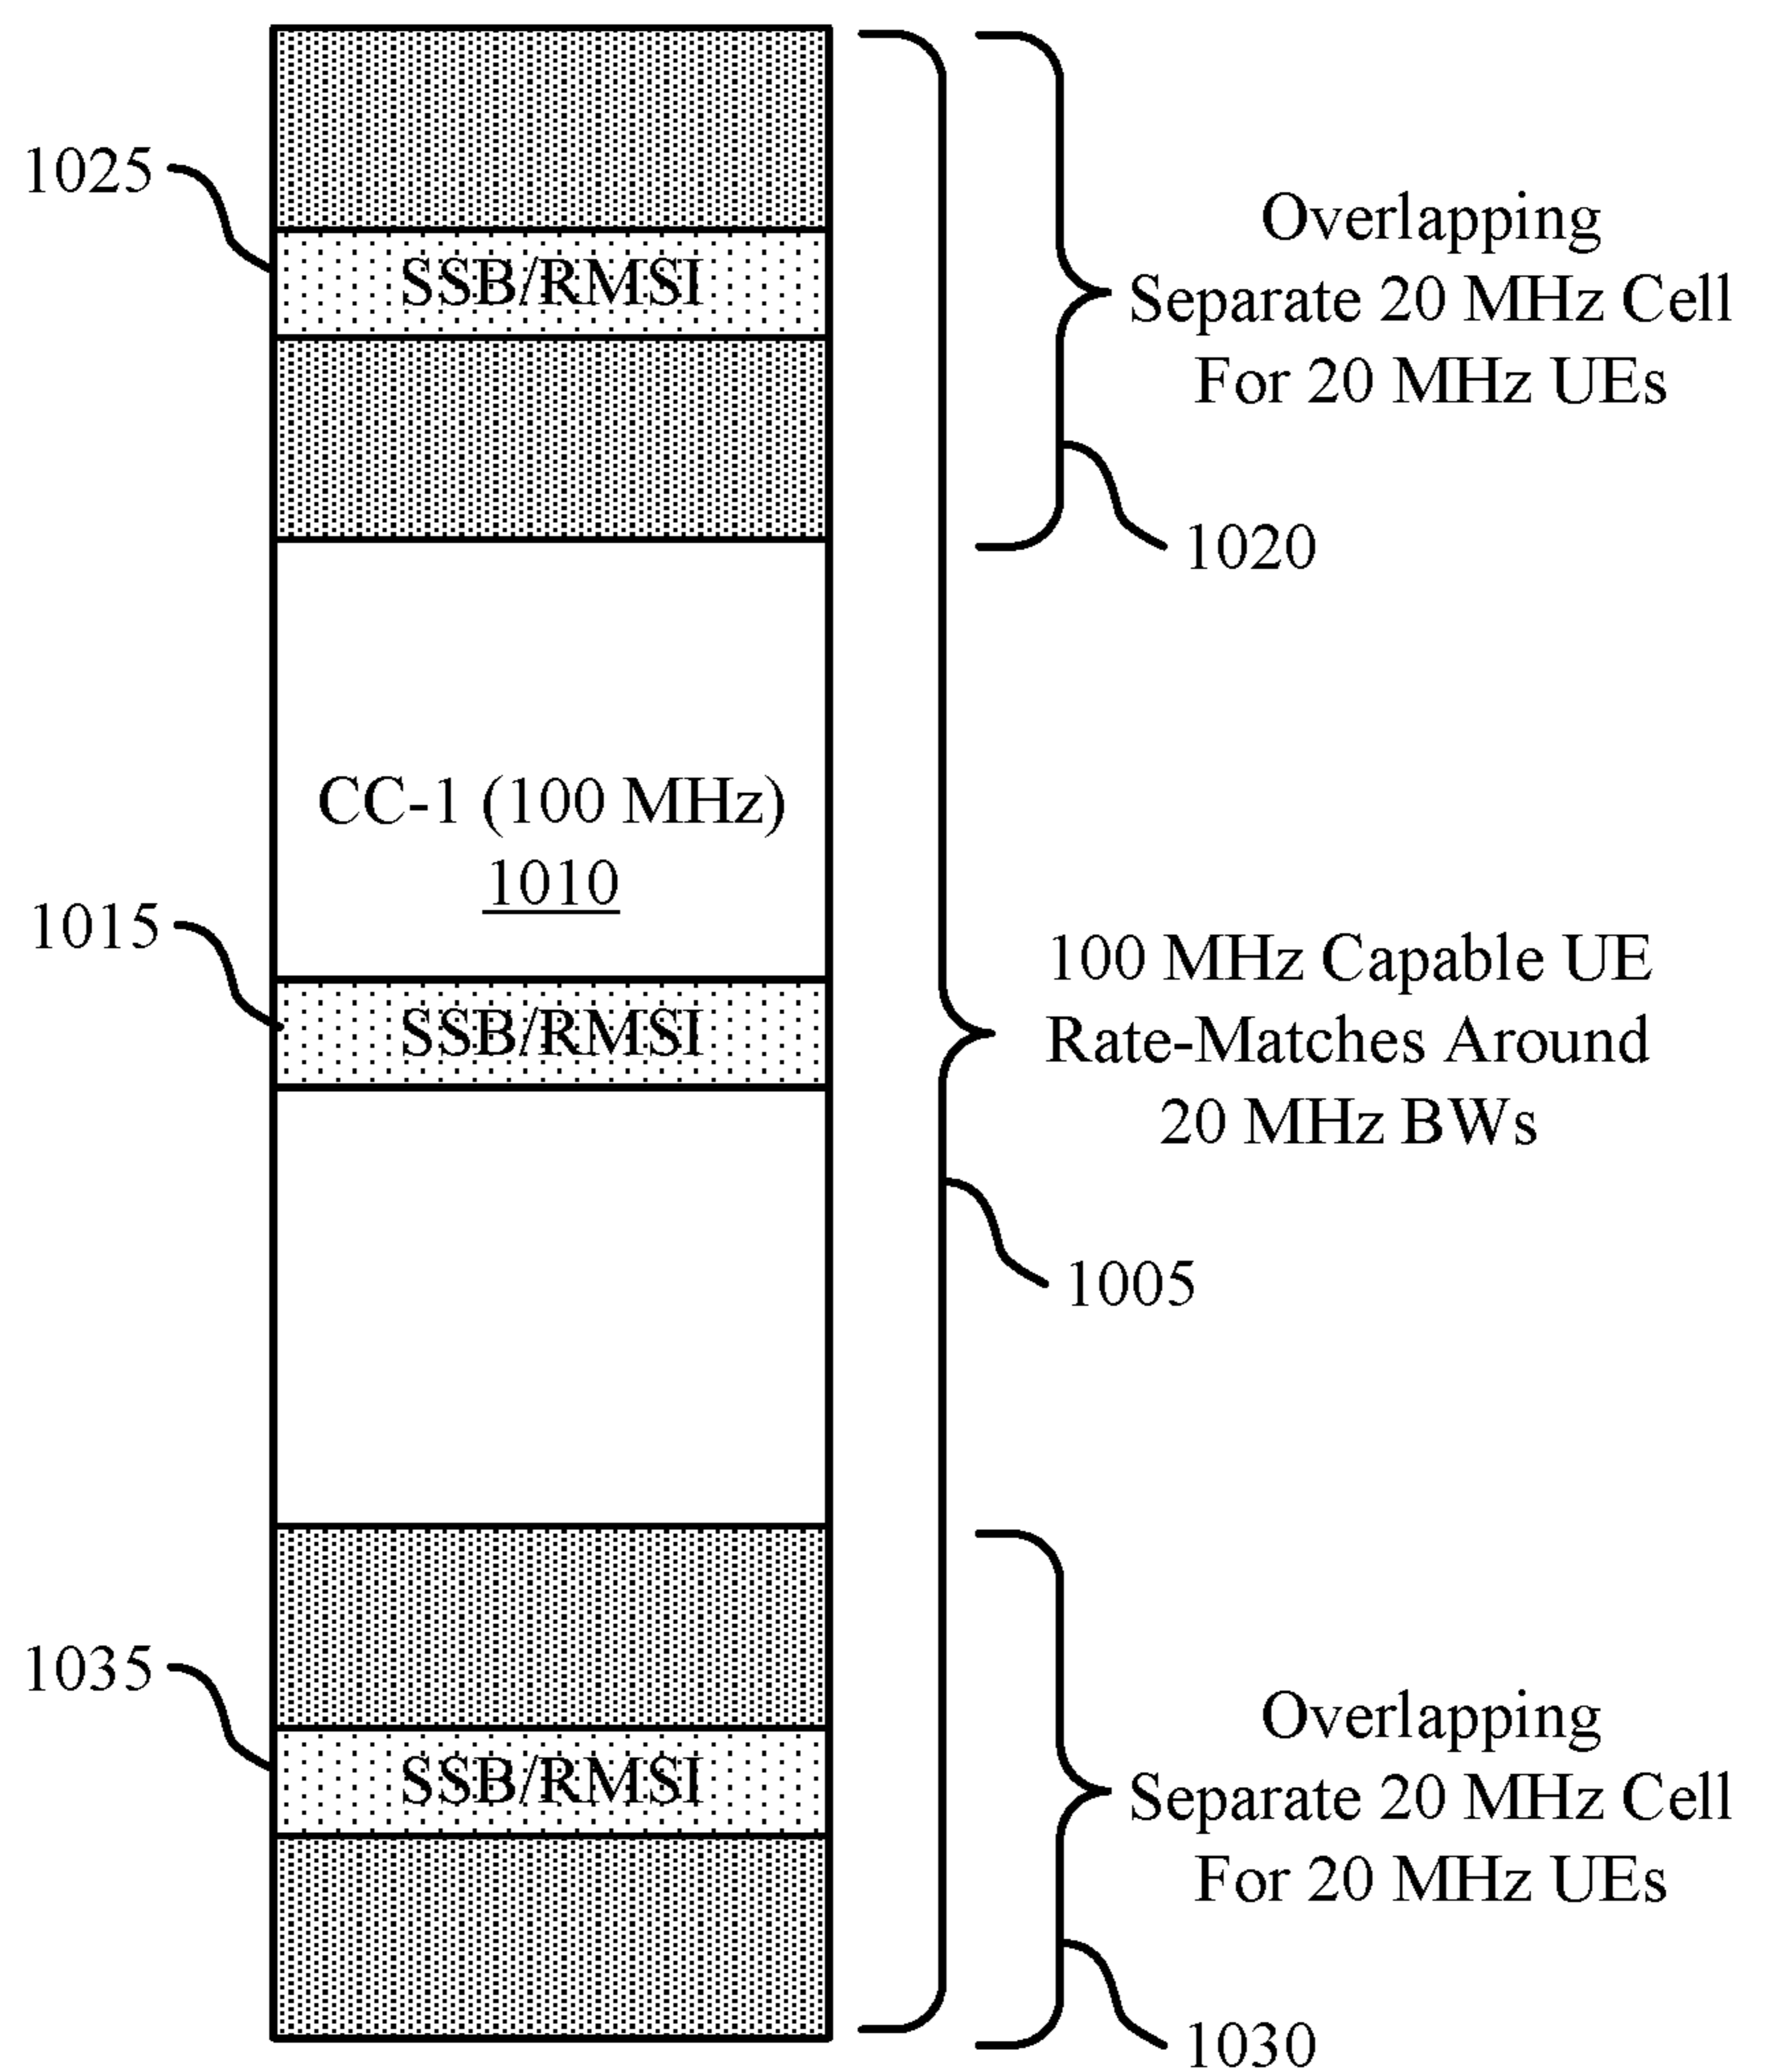 1025
SSB/RMSI
Overlapping
Separate 20 MHz Cell
For 20 MHz UEs
1020
CC-1 (100 MHz)
1010
1015
SSB/RMSI
100 MHz Capable UE
Rate-Matches Around
20 MHz BWs
1005
1035
SSB/RMSI
Overlapping
Separate 20 MHz Cell
For 20 MHz UEs
1030